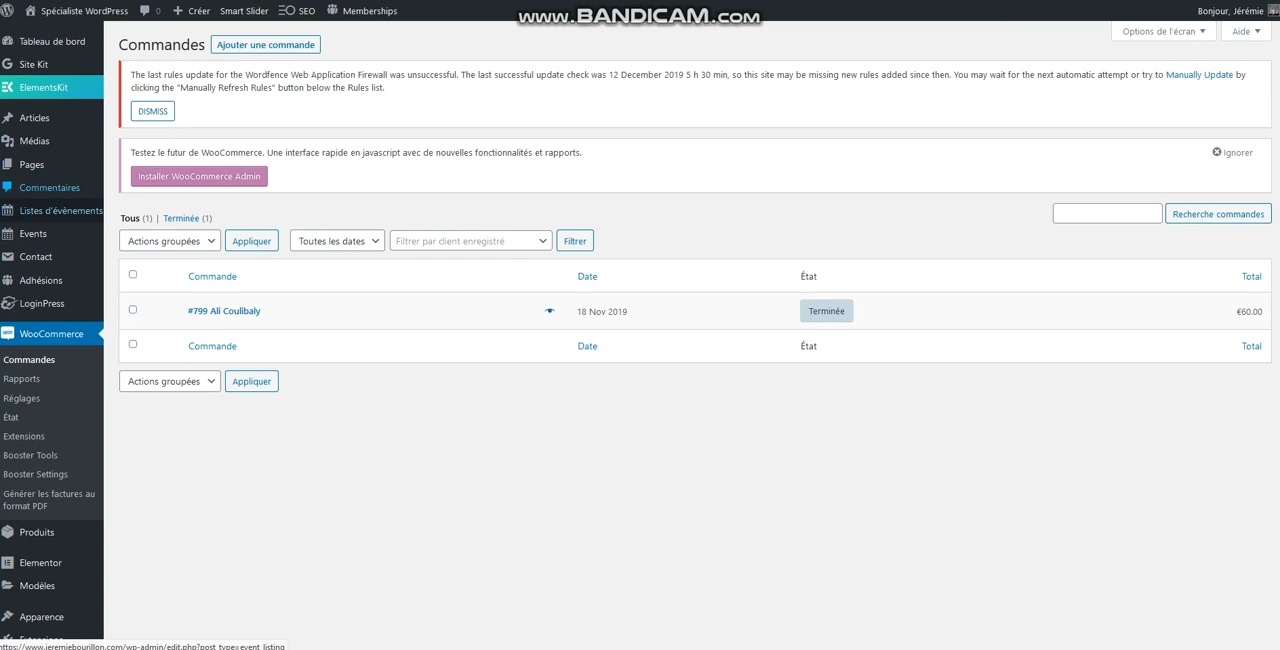 Spécialiste WordPress 0 Créer Smart Slider SEO Memberships
www.BANDICAM.com
Bonjour, Jérémie
Options de l'écran
Aide
Tableau de bord
Site Kit
ElementsKit
Articles
Médias
Pages
Commentaires
Listes d'évènements
Events
Contact
Adhésions
LoginPress
WooCommerce
Commandes
Rapports
Réglages
État
Extensions
Booster Tools
Booster Settings
Générer les factures au
format PDF
Produits
Elementor
Modèles
Apparence
https://www.jeremiebourillon.com/wp-admin/edit.php?post_type=event_listing
Commandes Ajouter une commande
The last rules update for the Wordfence Web Application Firewall was unsuccessful. The last successful update check was 12 December 2019 5 h 30 min, so this site may be missing new rules added since then. You may wait for the next automatic attempt or try to Manually Update by
clicking the "Manually Refresh Rules" button below the Rules list.
DISMISS
Testez le futur de WooCommerce. Une interface rapide en javascript avec de nouvelles fonctionnalités et rapports.
Ignorer
Installer WooCommerce Admin
Tous (1) | Terminée (1)
Recherche commandes
Actions groupées Appliquer Toutes les dates Filtrer par client enregistré Filtrer
Commande Date État Total
#799 Ali Coulibaly 18 Nov 2019 Terminée €60.00
Commande Date État Total
Actions groupées Appliquer